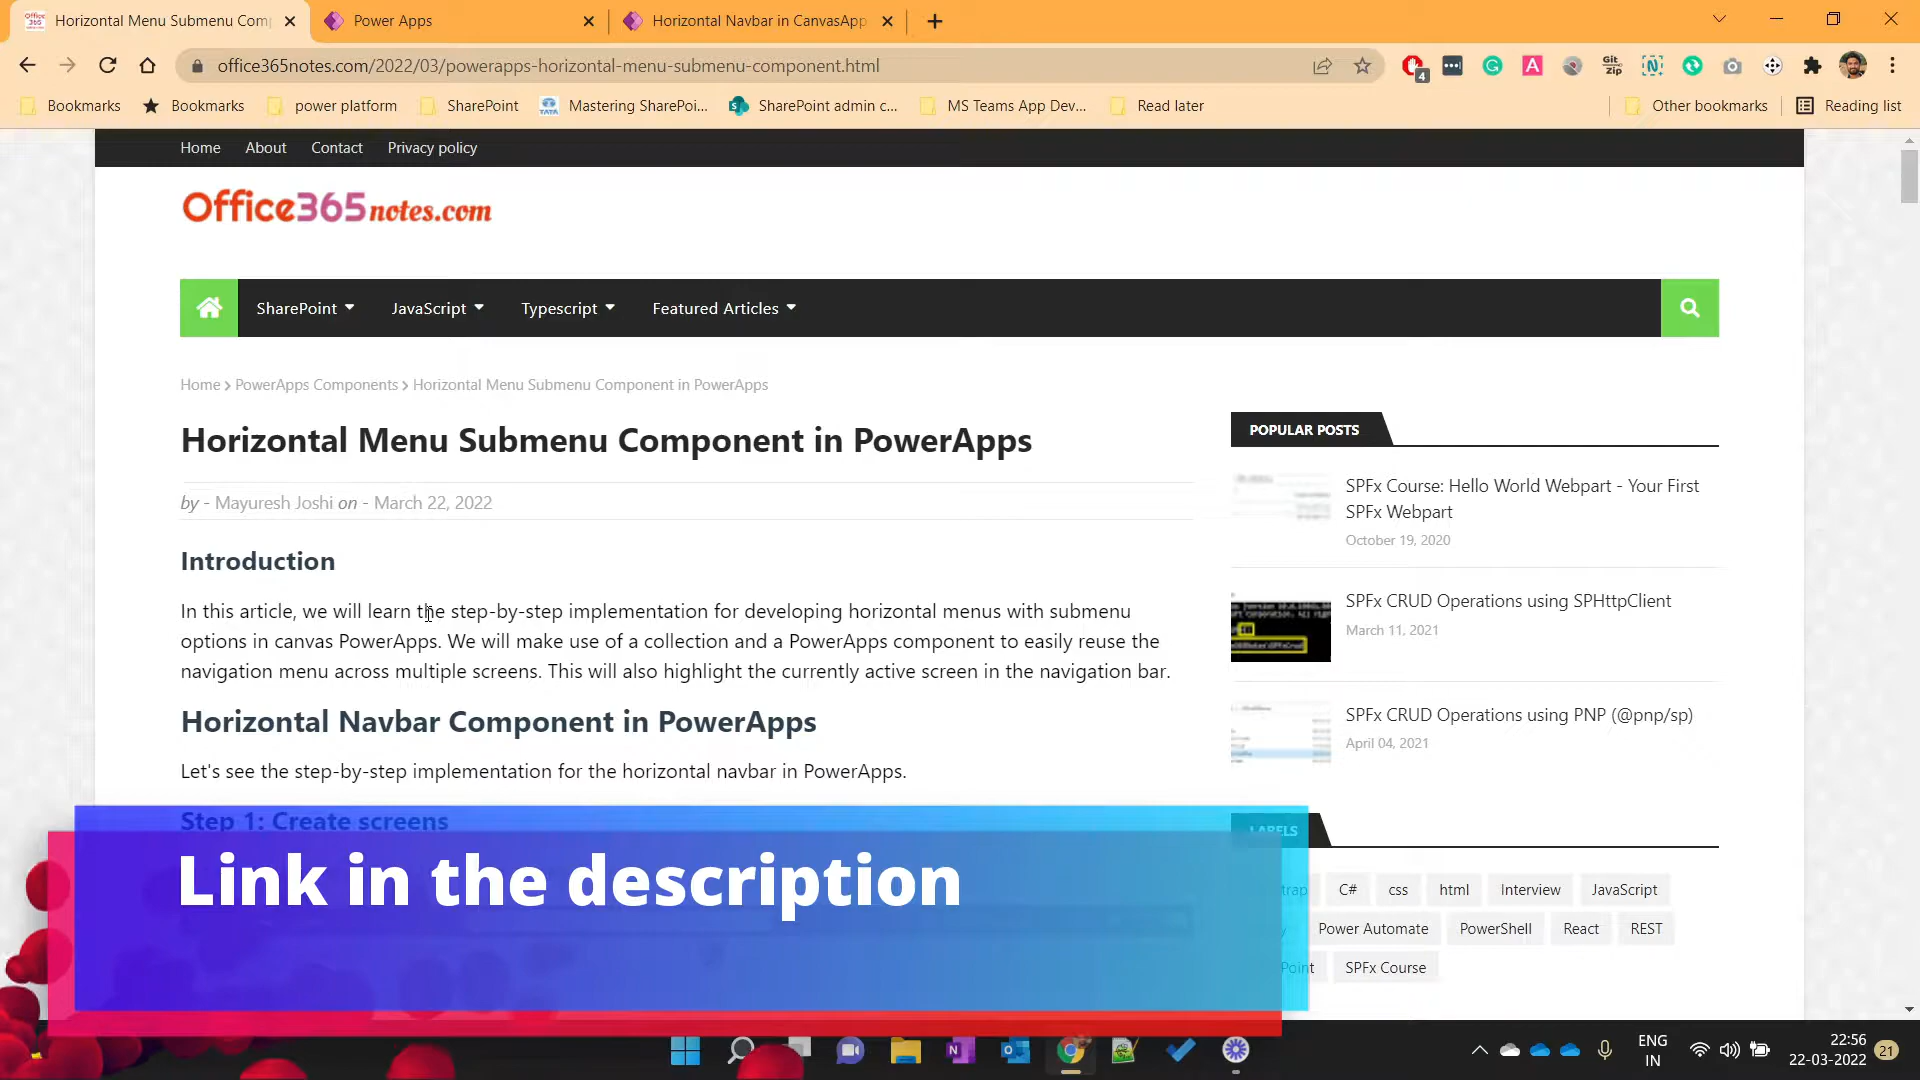 Horizontal Menu Submenu Com
Power Apps
Horizontal Navbar in CanvasApp
office365notes.com/2022/03/powerapps-horizontal-menu-submenu-component.html
4
Git
zip
Bookmarks
Bookmarks
power platform
SharePoint
Mastering SharePoi...
SharePoint admin c...
MS Teams App Dev...
Read later
Other bookmarks
Reading list
Home About Contact Privacy policy
Office365notes.com
SharePoint JavaScript Typescript Featured Articles
Home > PowerApps Components > Horizontal Menu Submenu Component in PowerApps
Horizontal Menu Submenu Component in PowerApps
by - Mayuresh Joshi on - March 22, 2022
Introduction
In this article, we will learn the step-by-step implementation for developing horizontal menus with submenu
options in canvas PowerApps. We will make use of a collection and a PowerApps component to easily reuse the
navigation menu across multiple screens. This will also highlight the currently active screen in the navigation bar.
Horizontal Navbar Component in PowerApps
Let's see the step-by-step implementation for the horizontal navbar in PowerApps.
Step 1: Create screens
Link in the description
POPULAR POSTS
SPFx Course: Hello World Webpart - Your First
SPFx Webpart
October 19, 2020
SPFx CRUD Operations using SPHttpClient
March 11, 2021
SPFx CRUD Operations using PNP (@pnp/sp)
April 04, 2021
LABELS
C# css html Interview JavaScript
Power Automate PowerShell React REST
SPFx Course
ENG
IN
22:56
22-03-2022
21